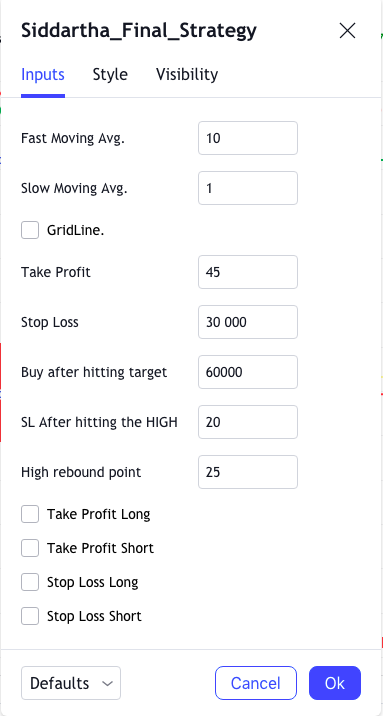 Siddartha_Final_Strategy
Inputs Style Visibility
Fast Moving Avg. 10
Slow Moving Avg. 1
GridLine.
Take Profit 45
Stop Loss 30 000
Buy after hitting target 60000
SL After hitting the HIGH 20
High rebound point 25
Take Profit Long
Take Profit Short
Stop Loss Long
Stop Loss Short
Defaults Cancel Ok